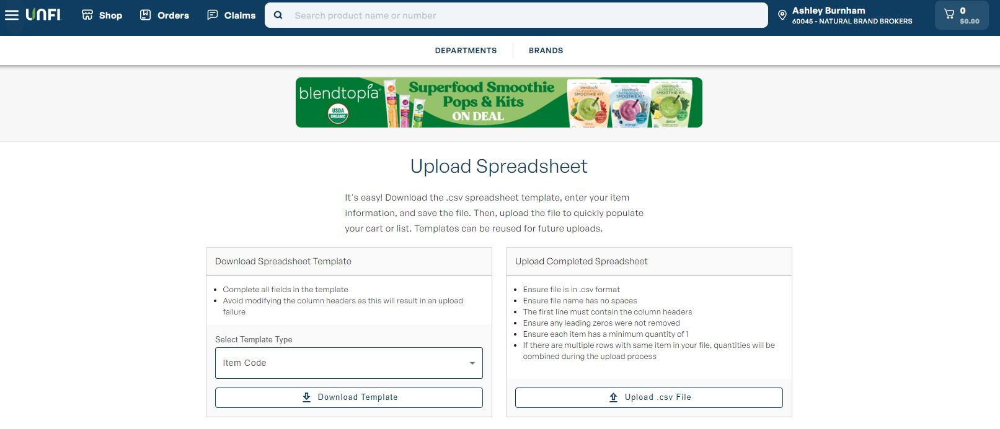 UNFI
Shop
Orders
Claims
Search product name or number
Ashley Burnham
60045 - NATURAL BRAND BROKERS
0
$0.00
DEPARTMENTS
BRANDS
blendtopia®
USDA
ORGANIC
Superfood Smoothie
Pops & Kits
ON DEAL
blendtopia
SUPERFOOD
SMOOTHIE KIT
glow
blendtopia
SUPERFOOD
SMOOTHIE KIT
energy
blendtopia
SUPERFOOD
SMOOTHIE KIT
detox
Upload Spreadsheet
It's easy! Download the .csv spreadsheet template, enter your item
information, and save the file. Then, upload the file to quickly populate
your cart or list. Templates can be reused for future uploads.
Download Spreadsheet Template
• Complete all fields in the template
• Avoid modifying the column headers as this will result in an upload
failure
Select Template Type
Item Code
Download Template
Upload Completed Spreadsheet
• Ensure file is in .csv format
• Ensure file name has no spaces
• The first line must contain the column headers
• Ensure any leading zeros were not removed
• Ensure each item has a minimum quantity of 1
• If there are multiple rows with same item in your file, quantities will be
combined during the upload process
Upload .csv File